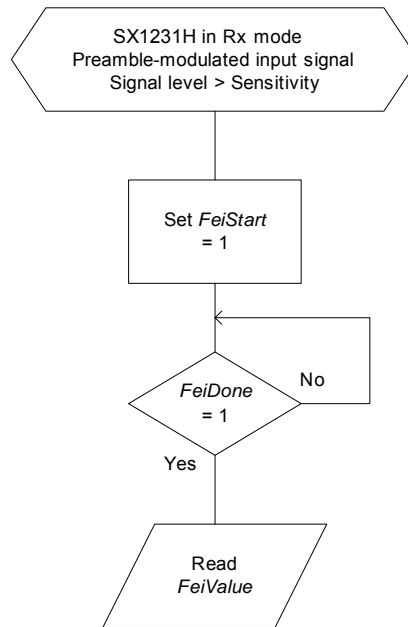 SX1231H in Rx mode
Preamble-modulated input signal
Signal level > Sensitivity
Set FeiStart
= 1
FeiDone
= 1
No
Yes
Read
FeiValue